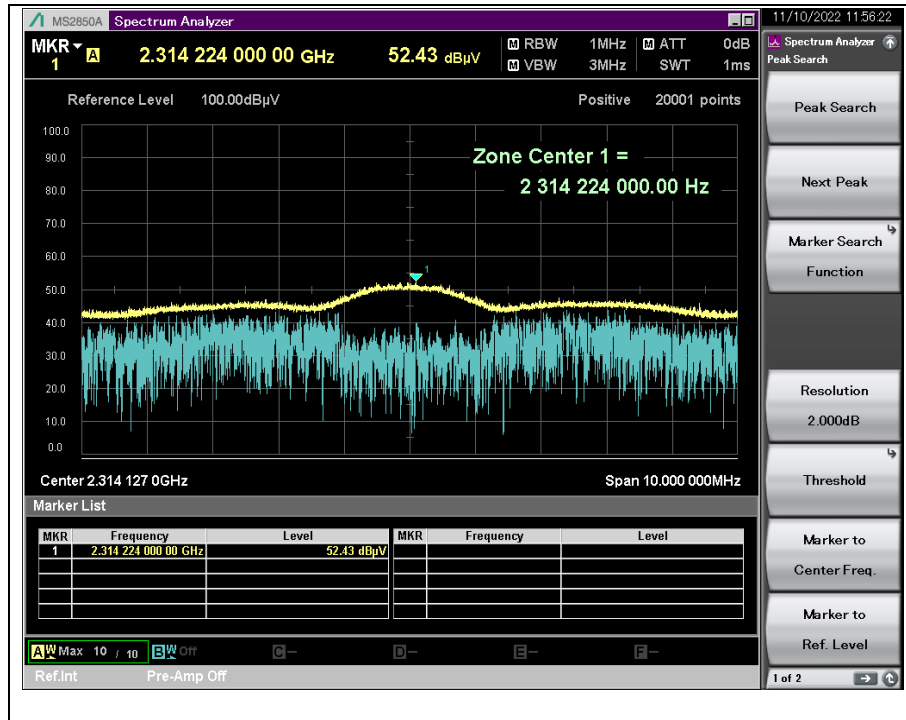 MS2850A Spectrum Analyzer
11/10/2022 11:56:22
MKR 1 A 2.314 224 000 00 GHz 52.43 dBµV
M RBW 1MHz M ATT 0dB
M VBW 3MHz SWT 1ms
Reference Level 100.00dBµV Positive 20001 points
100.0
90.0
80.0
70.0
60.0
50.0
40.0
30.0
20.0
10.0
0.0
Zone Center 1 =
2 314 224 000.00 Hz
1
Center 2.314 127 0GHz Span 10.000 000MHz
Marker List
MKR Frequency Level MKR Frequency Level
1 2.314 224 000 00 GHz 52.43 dBµV
A W Max 10 / 10 B W Off C – D – E – F –
Ref.Int Pre-Amp Off
Spectrum Analyzer
Peak Search
Peak Search
Next Peak
Marker Search
Function
Resolution
2.000dB
Threshold
Marker to
Center Freq.
Marker to
Ref. Level
1 of 2